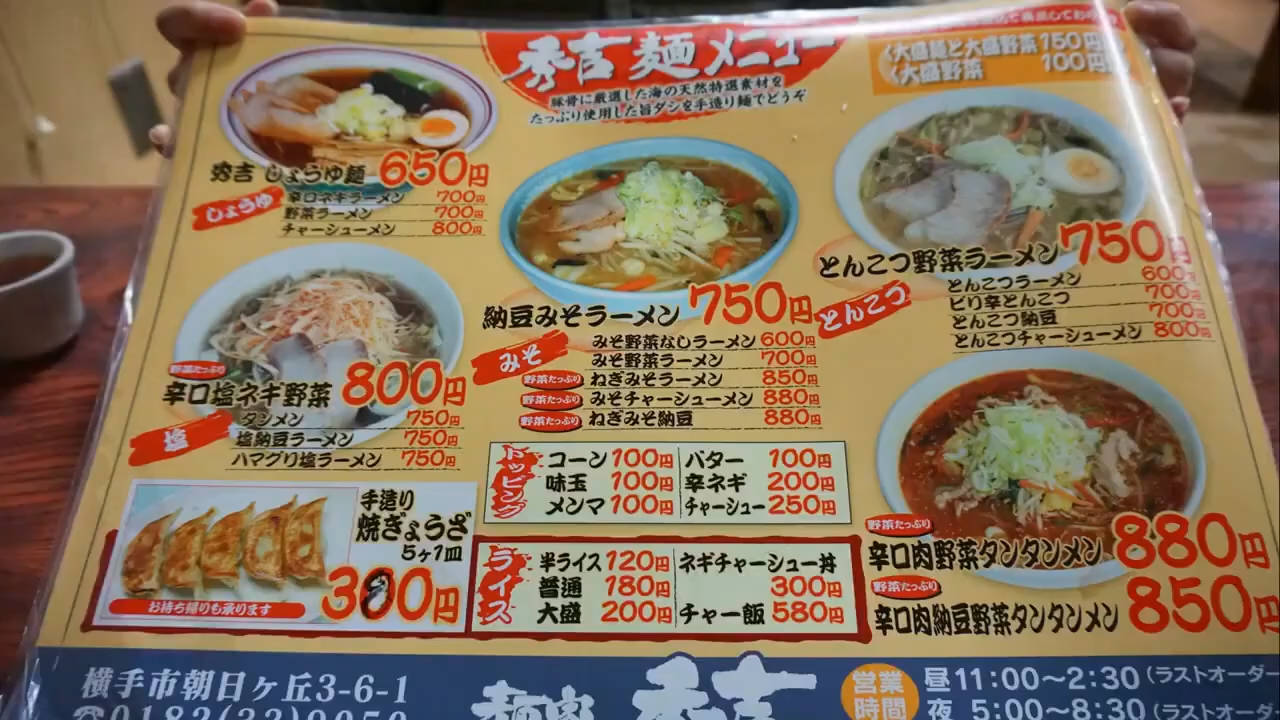 秀吉 麺メニュー
豚骨に厳選した海の天然特選素材を
たっぷり使用した旨ダシを手造り麺でどうぞ
〈大盛麺と大盛野菜 150円
〈大盛野菜 100円
秀吉 しょうゆ麺 650円
しょうゆ
辛口ネギラーメン 700円
野菜ラーメン 700円
チャーシューメン 800円
野菜たっぷり
辛口塩ネギ野菜 800円
塩
タンメン 750円
塩納豆ラーメン 750円
ハマグリ塩ラーメン 750円
納豆みそラーメン 750円
みそ
みそ野菜なしラーメン 600円
みそ野菜ラーメン 700円
野菜たっぷり ねぎみそラーメン 850円
野菜たっぷり みそチャーシューメン 880円
野菜たっぷり ねぎみそ納豆 880円
とんこつ野菜ラーメン 750円
とんこつ
とんこつラーメン 600円
ピリ辛とんこつ 700円
とんこつ納豆 700円
とんこつチャーシューメン 800円
野菜たっぷり
辛口肉野菜タンタンメン 880円
野菜たっぷり
辛口肉納豆野菜タンタンメン 850円
トッピング
コーン 100円 バター 100円
味玉 100円 辛ネギ 200円
メンマ 100円 チャーシュー 250円
手造り
焼ぎょうざ
5ヶ1皿
300円
お持ち帰りも承ります
ライス
半ライス 120円 ネギチャーシュー丼
普通 180円 300円
大盛 200円 チャー飯 580円
横手市朝日ヶ丘3-6-1
麺家 秀吉
営業時間
昼 11:00〜2:30 (ラストオーダー
夜 5:00〜8:30 (ラストオーダー